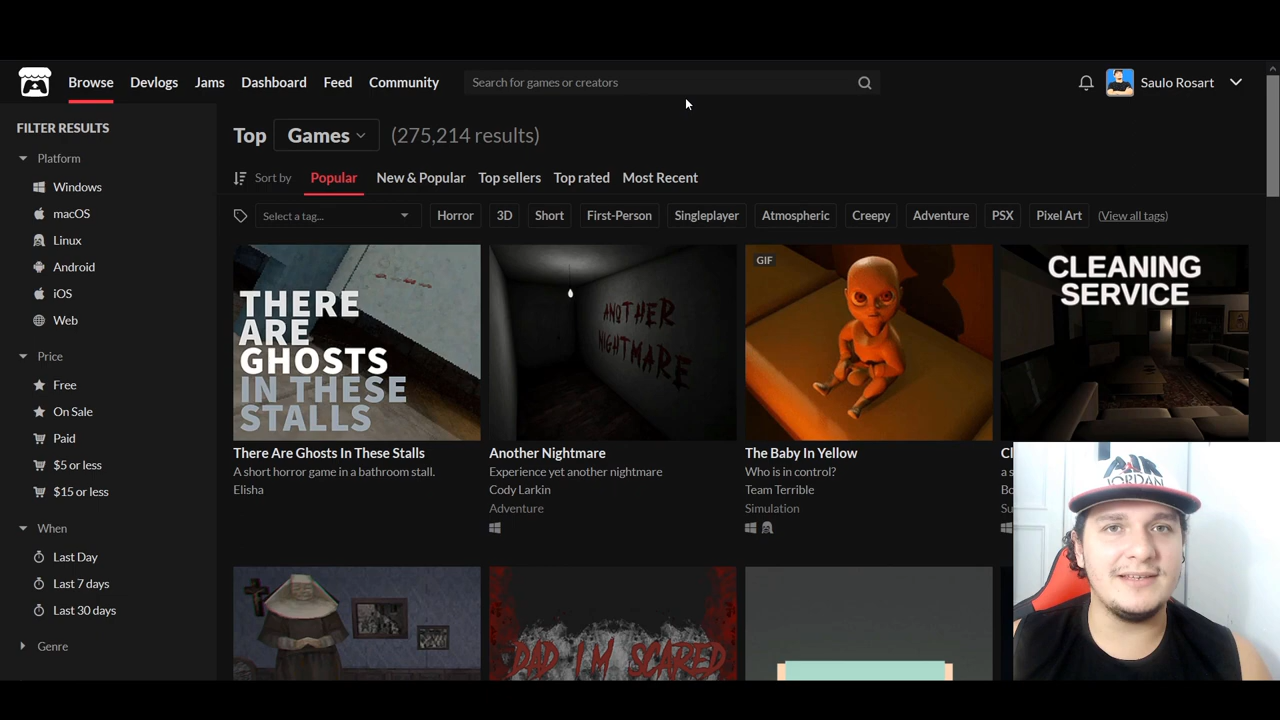 Browse
Devlogs
Jams
Dashboard
Feed
Community
Search for games or creators
Saulo Rosart
FILTER RESULTS
Platform
Windows
macOS
Linux
Android
iOS
Web
Price
Free
On Sale
Paid
$5 or less
$15 or less
When
Last Day
Last 7 days
Last 30 days
Genre
Top Games (275,214 results)
Sort by Popular New & Popular Top sellers Top rated Most Recent
Select a tag... Horror 3D Short First-Person Singleplayer Atmospheric Creepy Adventure PSX Pixel Art (View all tags)
THERE
ARE
GHOSTS
IN THESE
STALLS
There Are Ghosts In These Stalls
A short horror game in a bathroom stall.
Elisha
ANOTHER
NIGHTMARE
Another Nightmare
Experience yet another nightmare
Cody Larkin
Adventure
GIF
The Baby In Yellow
Who is in control?
Team Terrible
Simulation
CLEANING
SERVICE
DAD I'M SCARED
AIR
JORDAN